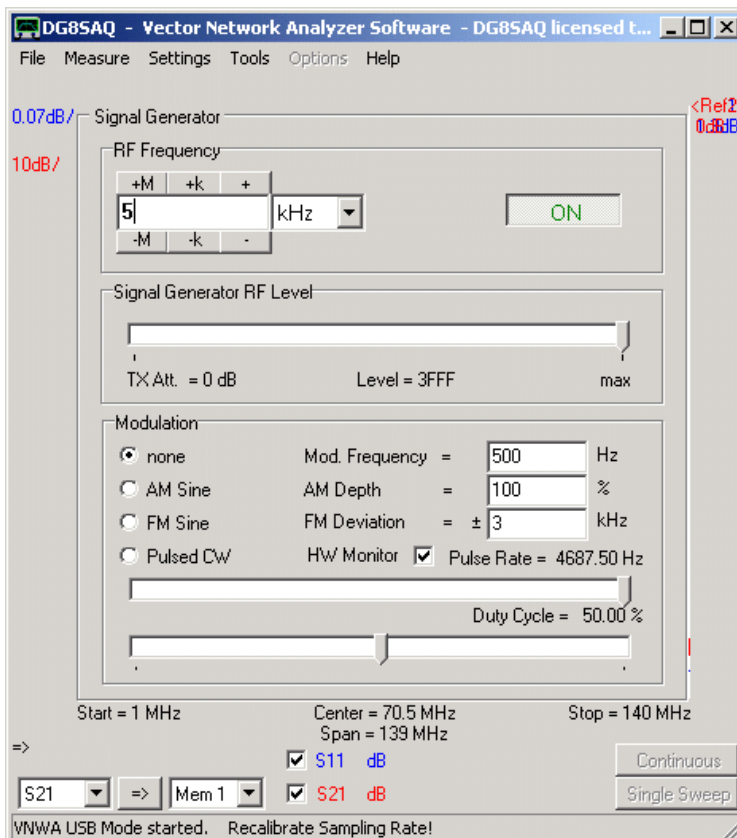 DG8SAQ - Vector Network Analyzer Software - DG8SAQ licensed t...
File Measure Settings Tools Options Help
0.07dB/
<Ref
10dB/
Signal Generator
RF Frequency
+M +k +
5 kHz
ON
-M -k -
Signal Generator RF Level
TX Att. = 0 dB Level = 3FFF max
Modulation
none Mod. Frequency = 500 Hz
AM Sine AM Depth = 100 %
FM Sine FM Deviation = ± 3 kHz
Pulsed CW HW Monitor Pulse Rate = 4687.50 Hz
Duty Cycle = 50.00 %
Start = 1 MHz Center = 70.5 MHz Stop = 140 MHz
Span = 139 MHz
=>
S11 dB Continuous
S21 => Mem 1 S21 dB Single Sweep
VNWA USB Mode started. Recalibrate Sampling Rate!